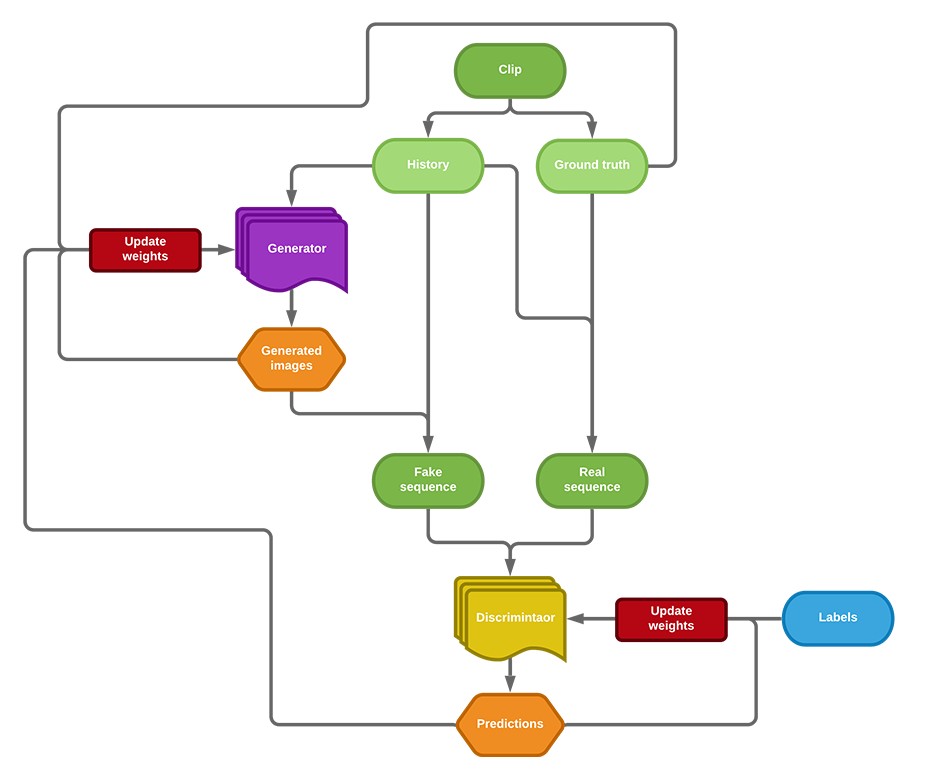 Clip
History
Ground truth
Update
weights
Generator
Generated
images
Fake
sequence
Real
sequence
Discrimintaor
Update
weights
Labels
Predictions